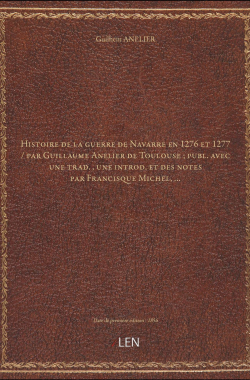 Guilhem ANELIER
HISTOIRE DE LA GUERRE DE NAVARRE EN 1276 ET 1277
/ PAR GUILLAUME ANELIER DE TOULOUSE ; PUBL. AVEC
UNE TRAD. , UNE INTROD. ET DES NOTES
PAR FRANCISQUE MICHEL, ...
Date de première édition : 1856
LEN